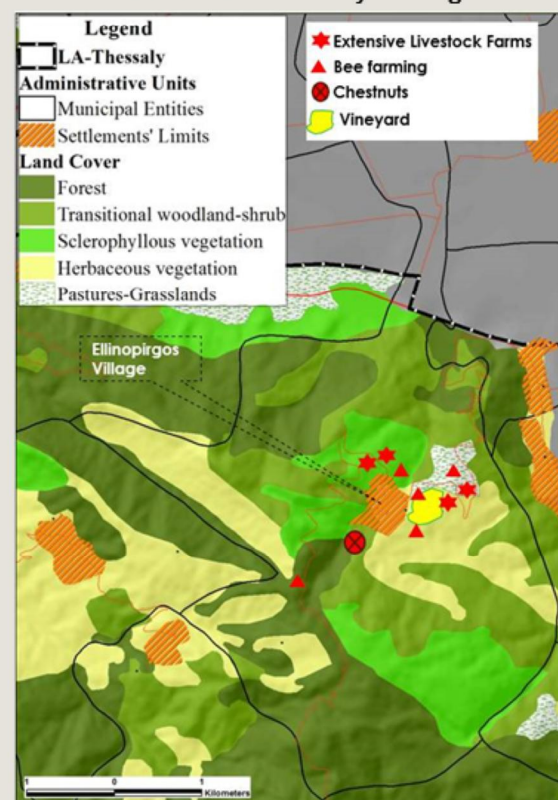 Legend
LA-Thessaly
Administrative Units
Municipal Entities
Settlements' Limits
Land Cover
Forest
Transitional woodland-shrub
Sclerophyllous vegetation
Herbaceous vegetation
Pastures-Grasslands
Extensive Livestock Farms
Bee farming
Chestnuts
Vineyard
Ellinopirgos
Village
1 0 1
Kilometers